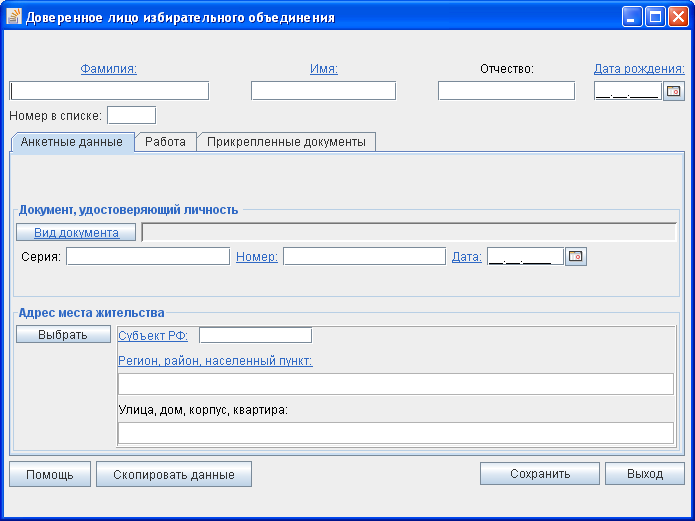 Доверенное лицо избирательного объединения
Фамилия: Имя: Отчество: Дата рождения:
__.__.____
Номер в списке:
Анкетные данные Работа Прикрепленные документы
Документ, удостоверяющий личность
Вид документа
Серия: Номер: Дата: __.__.____
Адрес места жительства
Выбрать Субъект РФ:
Регион, район, населенный пункт:
Улица, дом, корпус, квартира:
Помощь Скопировать данные Сохранить Выход